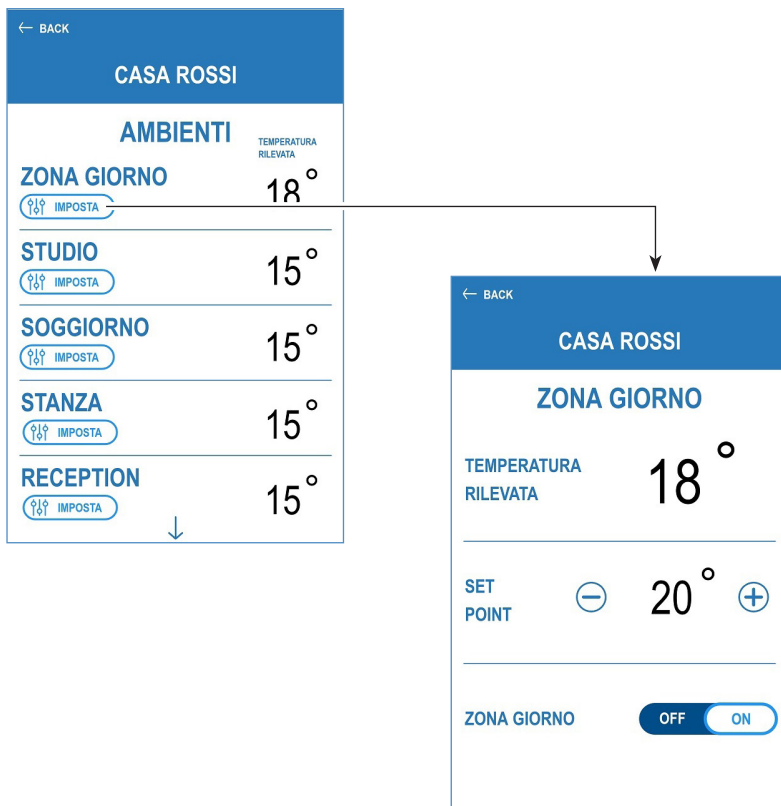 ← BACK
CASA ROSSI
AMBIENTI
TEMPERATURA
RILEVATA
ZONA GIORNO
18°
IMPOSTA
STUDIO
15°
IMPOSTA
SOGGIORNO
15°
IMPOSTA
STANZA
15°
IMPOSTA
RECEPTION
15°
IMPOSTA
← BACK
CASA ROSSI
ZONA GIORNO
TEMPERATURA
RILEVATA
18°
SET
POINT
20°
ZONA GIORNO
OFF ON